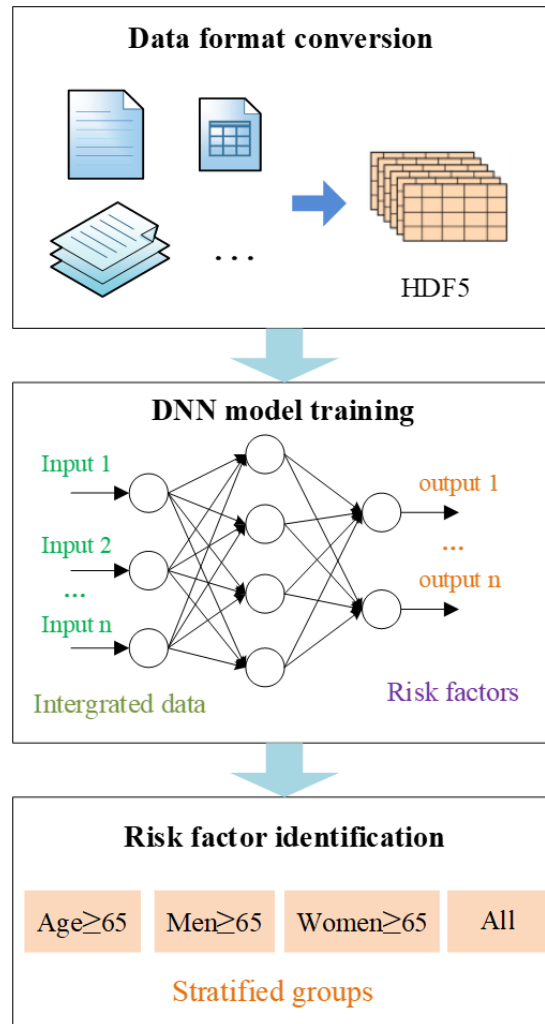 Data format conversion
...
HDF5
DNN model training
Input 1
output 1
Input 2
...
...
output n
Input n
Intergrated data
Risk factors
Risk factor identification
Age≥65
Men≥65
Women≥65
All
Stratified groups